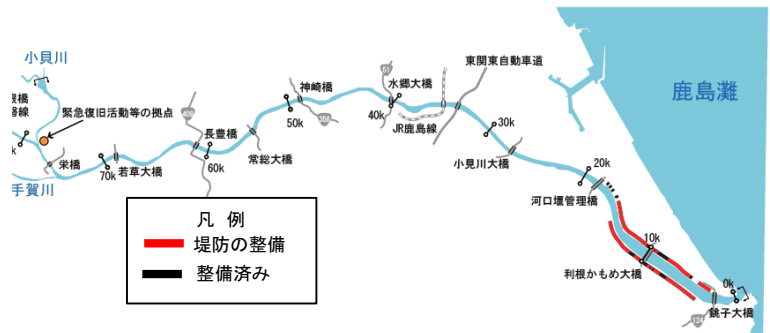 小貝川
緊急復旧活動等の拠点
栄橋
手賀川
70k
若草大橋
長豊橋
60k
常総大橋
神崎橋
50k
356
51
水郷大橋
40k
JR鹿島線
東関東自動車道
30k
小見川大橋
鹿島灘
20k
河口堰管理橋
10k
利根かもめ大橋
0k
銚子大橋
124
凡 例
堤防の整備
整備済み